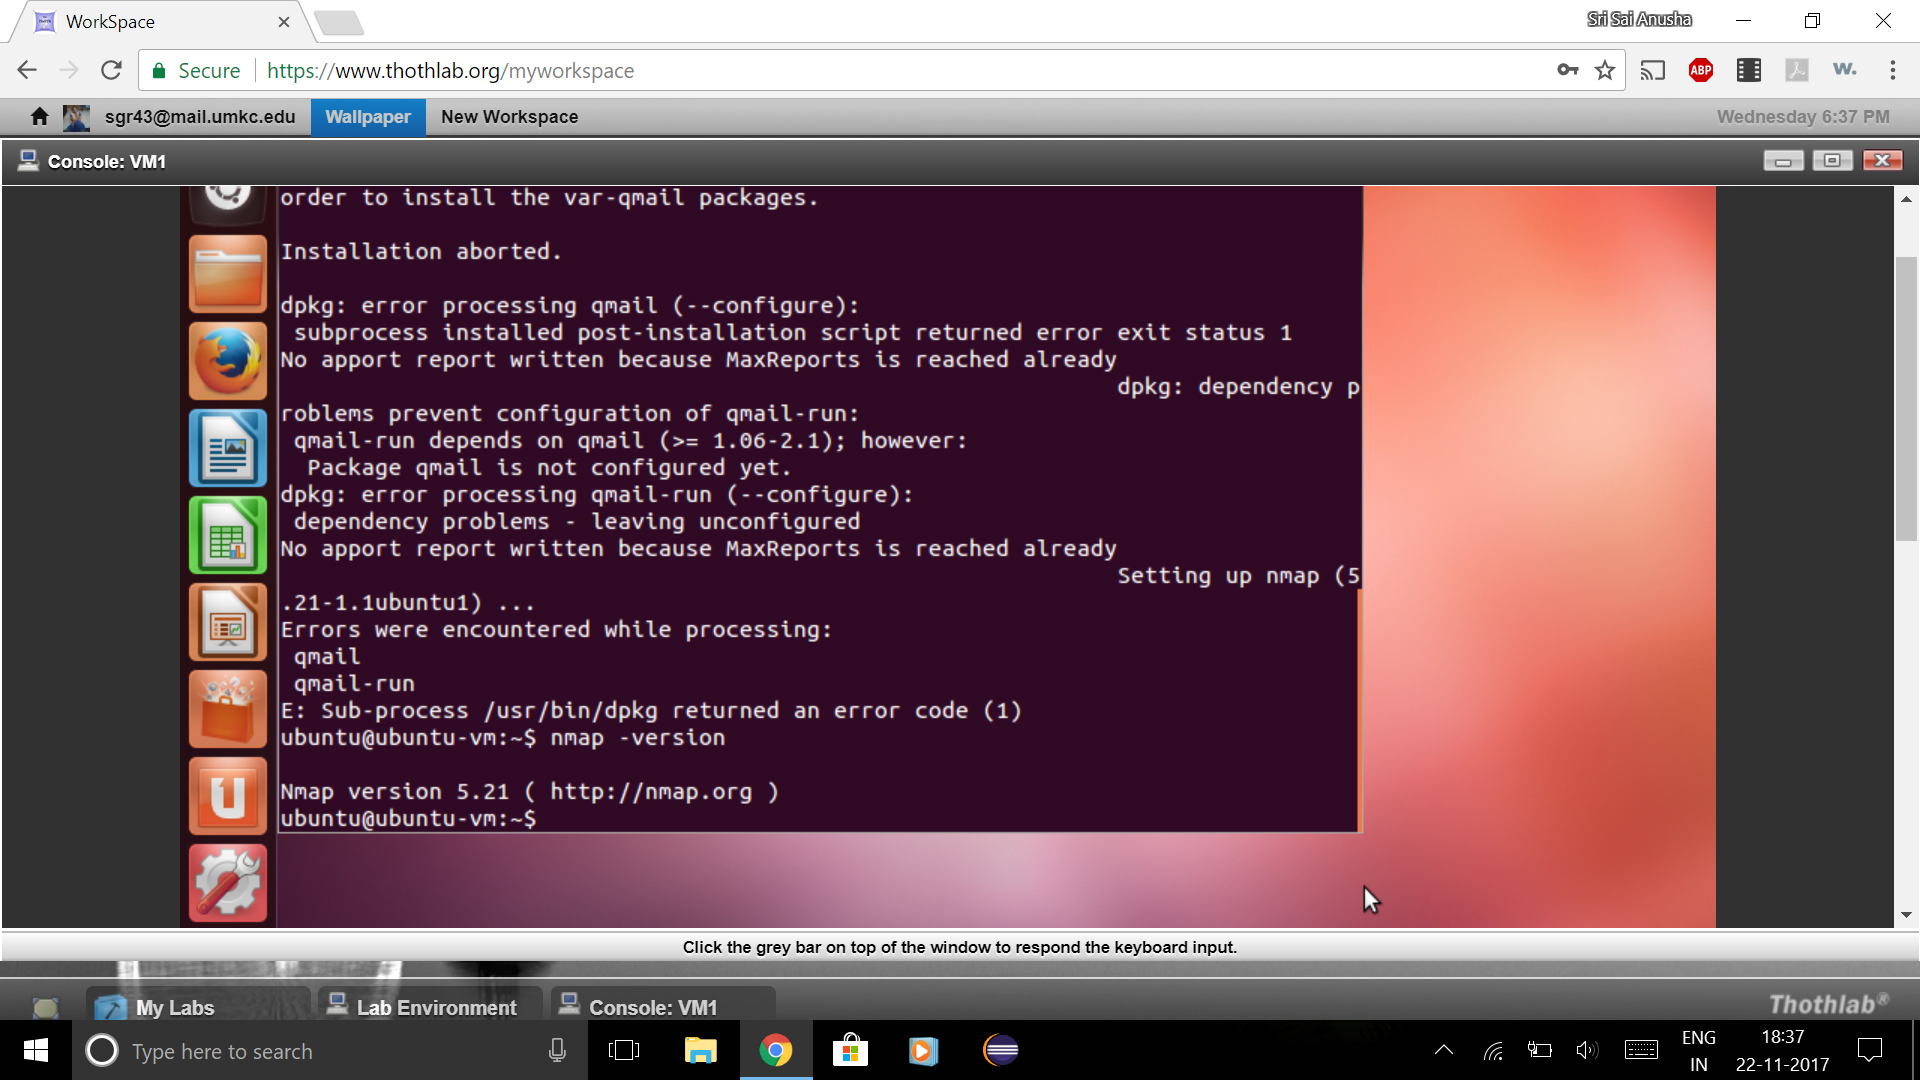 WorkSpace
Sri Sai Anusha
Secure
https://www.thothlab.org/myworkspace
ABP
W.
sgr43@mail.umkc.edu
Wallpaper
New Workspace
Wednesday 6:37 PM
Console: VM1
order to install the var-qmail packages.
Installation aborted.
dpkg: error processing qmail (--configure):
subprocess installed post-installation script returned error exit status 1
No apport report written because MaxReports is reached already
dpkg: dependency p
roblems prevent configuration of qmail-run:
qmail-run depends on qmail (>= 1.06-2.1); however:
Package qmail is not configured yet.
dpkg: error processing qmail-run (--configure):
dependency problems - leaving unconfigured
No apport report written because MaxReports is reached already
Setting up nmap (5
.21-1.1ubuntu1) ...
Errors were encountered while processing:
qmail
qmail-run
E: Sub-process /usr/bin/dpkg returned an error code (1)
ubuntu@ubuntu-vm:~$ nmap -version
Nmap version 5.21 ( http://nmap.org )
ubuntu@ubuntu-vm:~$
Click the grey bar on top of the window to respond the keyboard input.
My Labs
Lab Environment
Console: VM1
Thothlab®
Type here to search
ENG
IN
18:37
22-11-2017